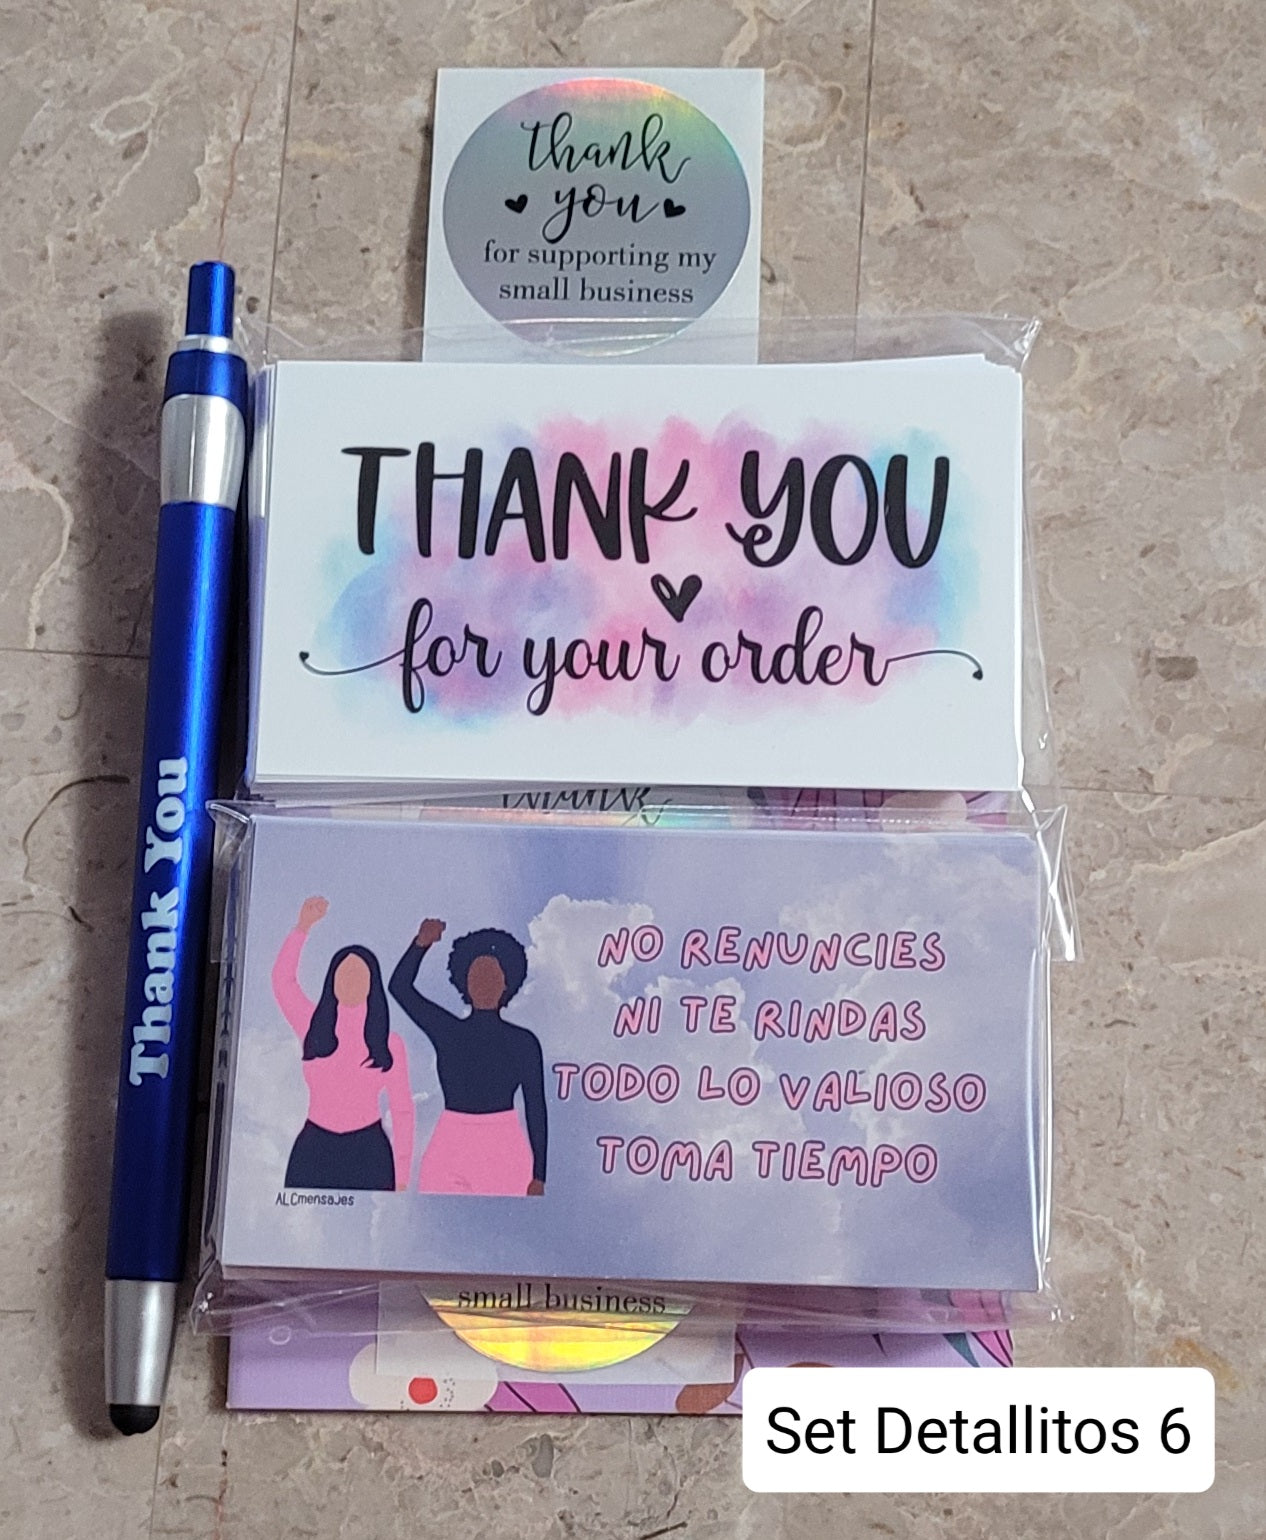 thank
you
for supporting my
small business
THANK YOU
for your order
Thank You
thank
NO RENUNCIES
NI TE RINDAS
TODO LO VALIOSO
TOMA TIEMPO
ALCmensajes
small business
Set Detallitos 6